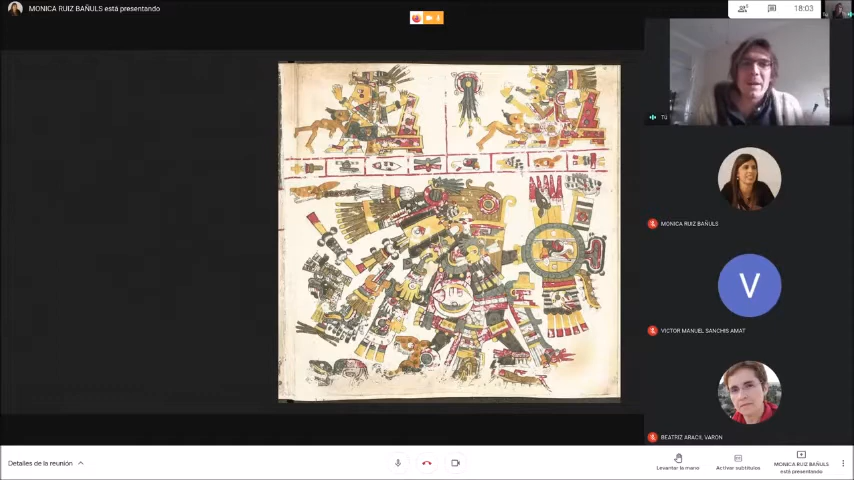 MONICA RUIZ BAÑULS está presentando
18:03
Tú
MONICA RUIZ BAÑULS
V
VICTOR MANUEL SANCHIS AMAT
BEATRIZ ARACIL VARON
Detalles de la reunión
Levantar la mano
Activar subtítulos
MONICA RUIZ BAÑULS
está presentando